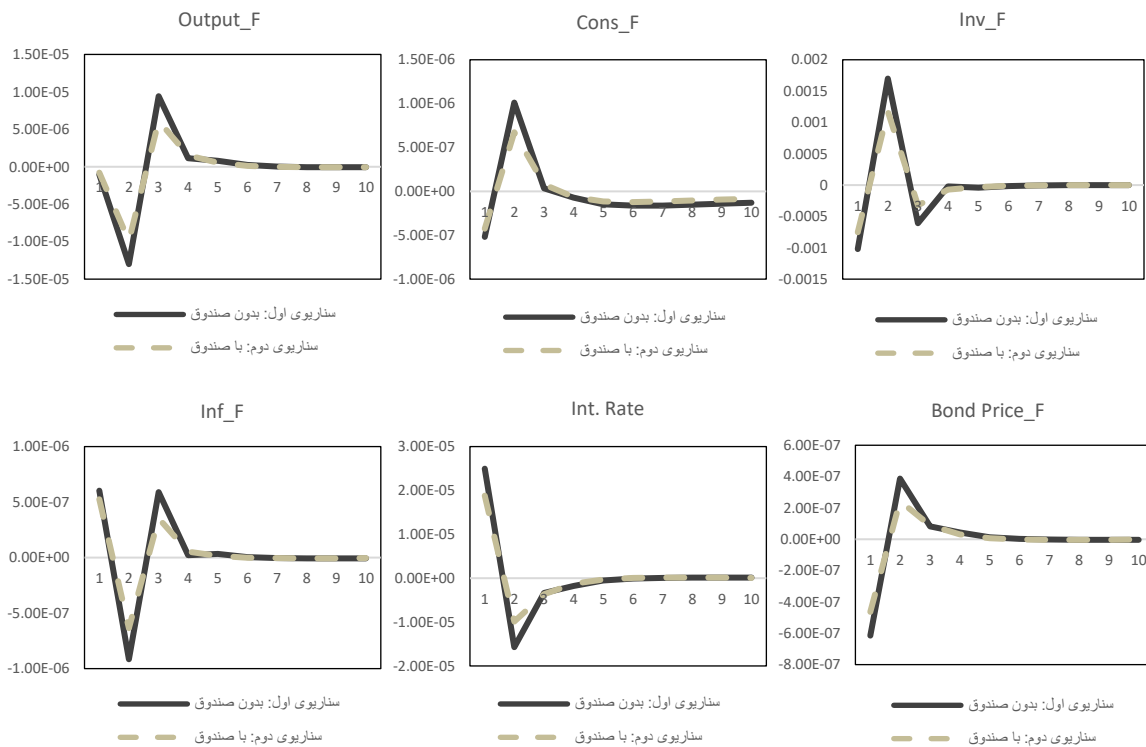 Output_F
1.50E-05
1.00E-05
5.00E-06
0.00E+00
-5.00E-06
-1.00E-05
-1.50E-05
1 2 3 4 5 6 7 8 9 10
سناریوی اول: بدون صندوق
سناریوی دوم: با صندوق
Cons_F
1.50E-06
1.00E-06
5.00E-07
0.00E+00
-5.00E-07
-1.00E-06
1 2 3 4 5 6 7 8 9 10
سناریوی اول: بدون صندوق
سناریوی دوم: با صندوق
Inv_F
0.002
0.0015
0.001
0.0005
0
-0.0005
-0.001
-0.0015
1 2 3 4 5 6 7 8 9 10
سناریوی اول: بدون صندوق
سناریوی دوم: با صندوق
Inf_F
1.00E-06
5.00E-07
0.00E+00
-5.00E-07
-1.00E-06
1 2 3 4 5 6 7 8 9 10
سناریوی اول: بدون صندوق
سناریوی دوم: با صندوق
Int. Rate
3.00E-05
2.00E-05
1.00E-05
0.00E+00
-1.00E-05
-2.00E-05
1 2 3 4 5 6 7 8 9 10
سناریوی اول: بدون صندوق
سناریوی دوم: با صندوق
Bond Price_F
6.00E-07
4.00E-07
2.00E-07
0.00E+00
-2.00E-07
-4.00E-07
-6.00E-07
-8.00E-07
1 2 3 4 5 6 7 8 9 10
سناریوی اول: بدون صندوق
سناریوی دوم: با صندوق